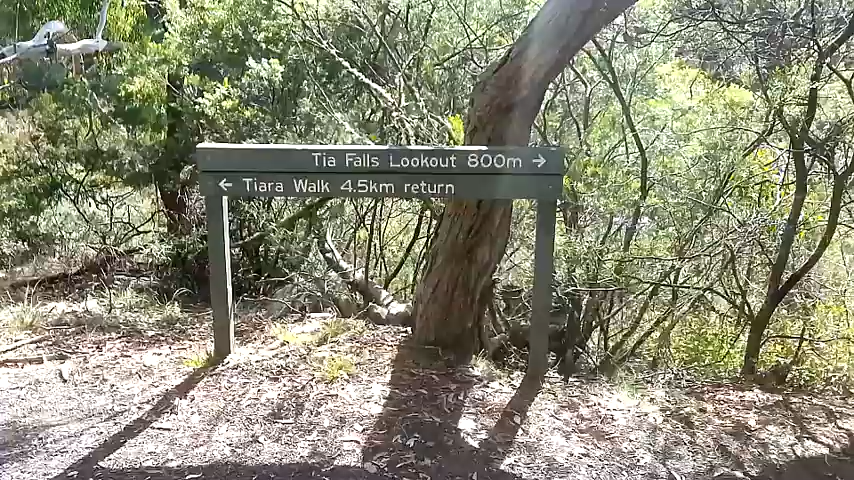 Tia Falls Lookout 800m →
← Tiara Walk 4.5km return